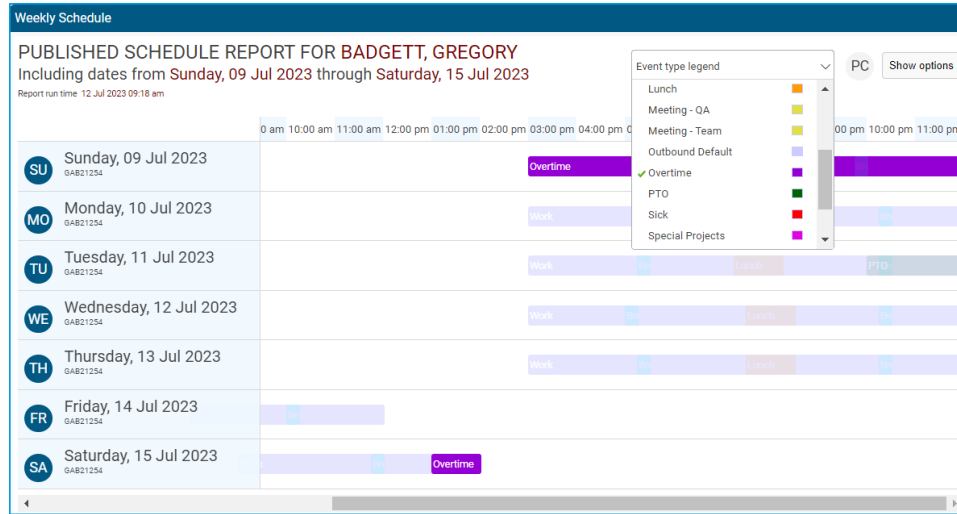 Weekly Schedule
PUBLISHED SCHEDULE REPORT FOR BADGETT, GREGORY
Including dates from Sunday, 09 Jul 2023 through Saturday, 15 Jul 2023
Report run time 12 Jul 2023 09:18 am
Event type legend
PC
Show options
Lunch
Meeting - QA
Meeting - Team
Outbound Default
Overtime
PTO
Sick
Special Projects
0 am 10:00 am 11:00 am 12:00 pm 01:00 pm 02:00 pm 03:00 pm 04:00 pm 0 00 pm 10:00 pm 11:00 pm
SU Sunday, 09 Jul 2023 Overtime
GAB21254
MO Monday, 10 Jul 2023 Work
GAB21254
TU Tuesday, 11 Jul 2023 Work Lunch PTO
GAB21254
WE Wednesday, 12 Jul 2023 Work Lunch
GAB21254
TH Thursday, 13 Jul 2023 Work Lunch
GAB21254
FR Friday, 14 Jul 2023
GAB21254
SA Saturday, 15 Jul 2023 Overtime
GAB21254